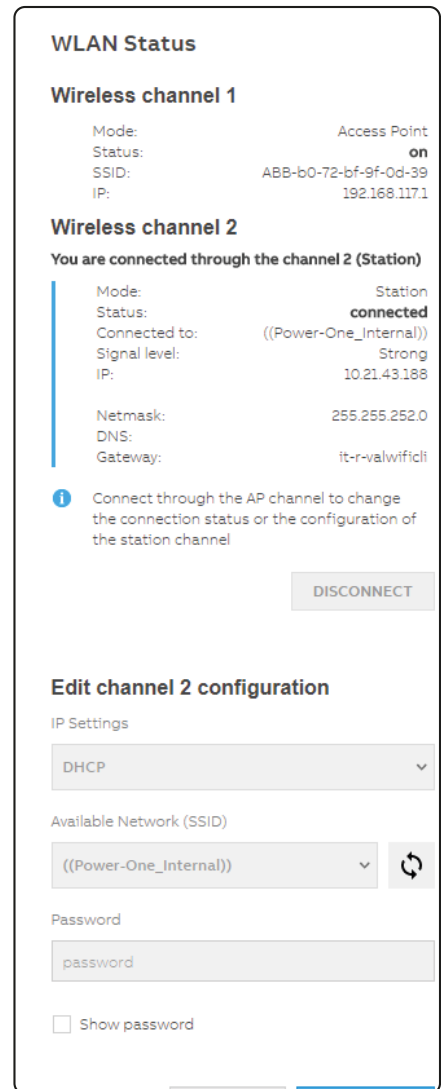 WLAN Status
Wireless channel 1
Mode: Access Point
Status: on
SSID: ABB-b0-72-bf-9f-0d-39
IP: 192.168.117.1
Wireless channel 2
You are connected through the channel 2 (Station)
Mode: Station
Status: connected
Connected to: ((Power-One_Internal))
Signal level: Strong
IP: 10.21.43.188
Netmask: 255.255.252.0
DNS:
Gateway: it-r-valwificli
Connect through the AP channel to change
the connection status or the configuration of
the station channel
DISCONNECT
Edit channel 2 configuration
IP Settings
DHCP
Available Network (SSID)
((Power-One_Internal))
Password
password
Show password